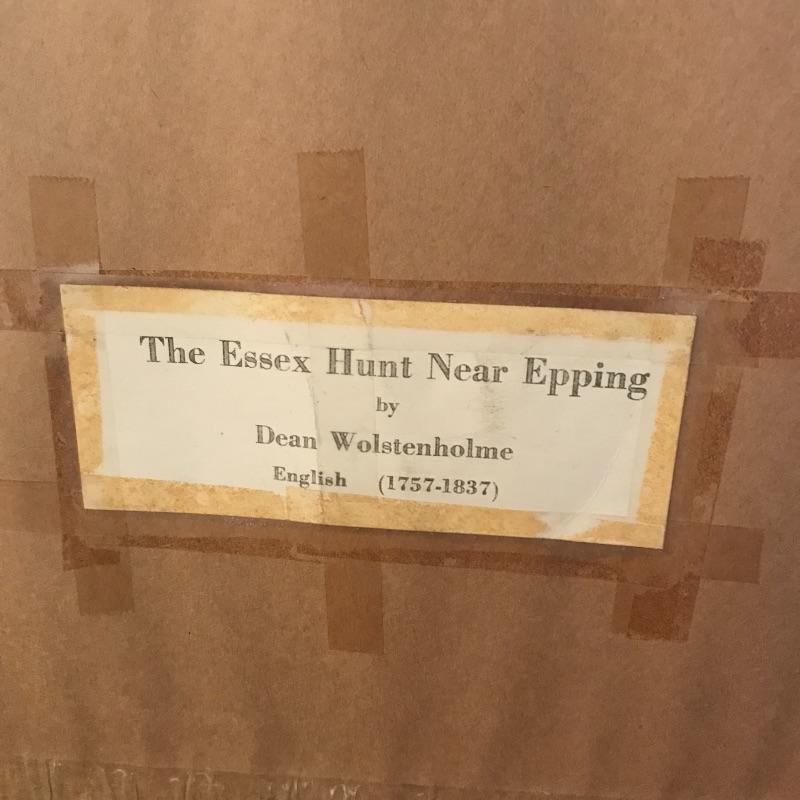 The Essex Hunt Near Epping
by
Dean Wolstenholme
English (1757-1837)